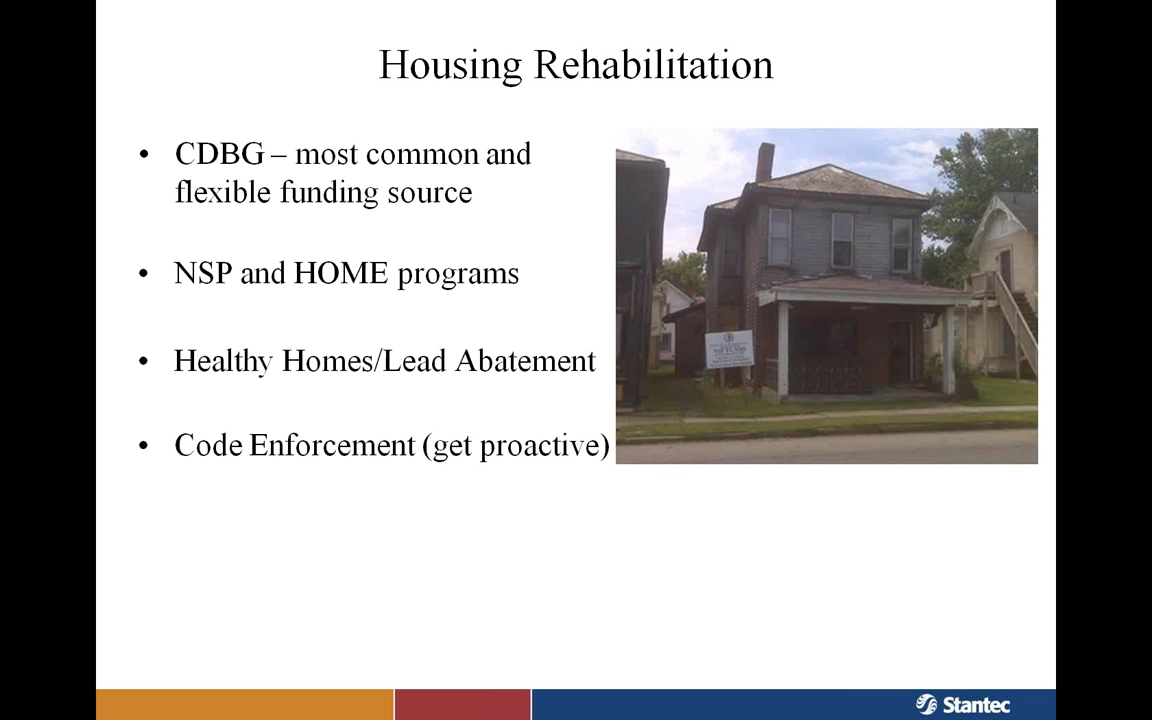 Housing Rehabilitation
• CDBG – most common and
flexible funding source
• NSP and HOME programs
• Healthy Homes/Lead Abatement
• Code Enforcement (get proactive)
Stantec